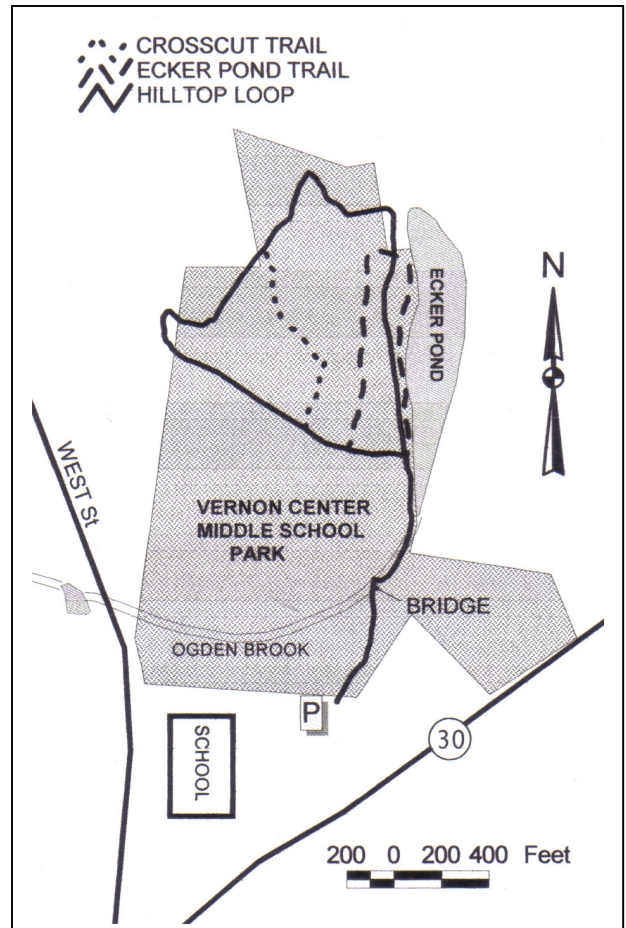 CROSSCUT TRAIL
ECKER POND TRAIL
HILLTOP LOOP
N
ECKER POND
WEST St
VERNON CENTER
MIDDLE SCHOOL
PARK
BRIDGE
OGDEN BROOK
P
SCHOOL
30
200 0 200 400 Feet